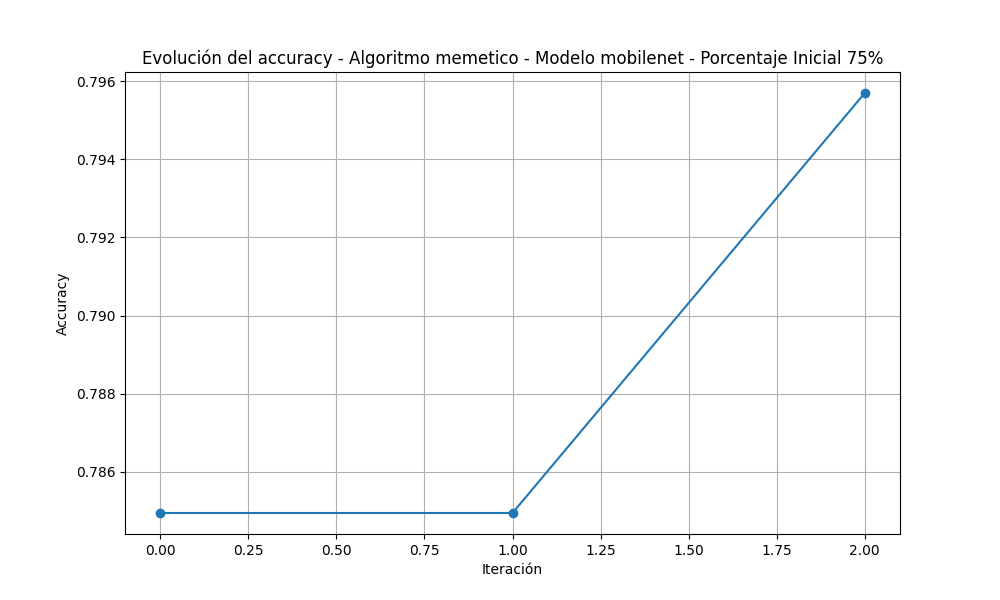 Evolución del accuracy - Algoritmo memetico - Modelo mobilenet - Porcentaje Inicial 75%
0.796
0.794
0.792
0.790
0.788
0.786
Accuracy
0.00 0.25 0.50 0.75 1.00 1.25 1.50 1.75 2.00
Iteración